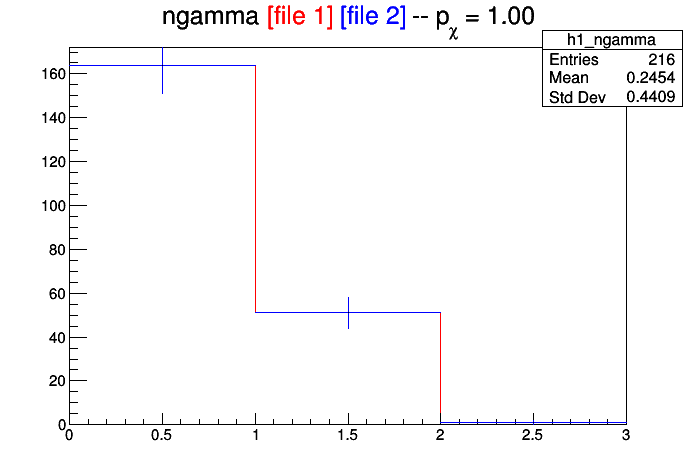 ngamma [file 1] [file 2] -- pχ = 1.00
h1_ngamma
Entries 216
Mean 0.2454
Std Dev 0.4409
160
140
120
100
80
60
40
20
0
0 0.5 1 1.5 2 2.5 3